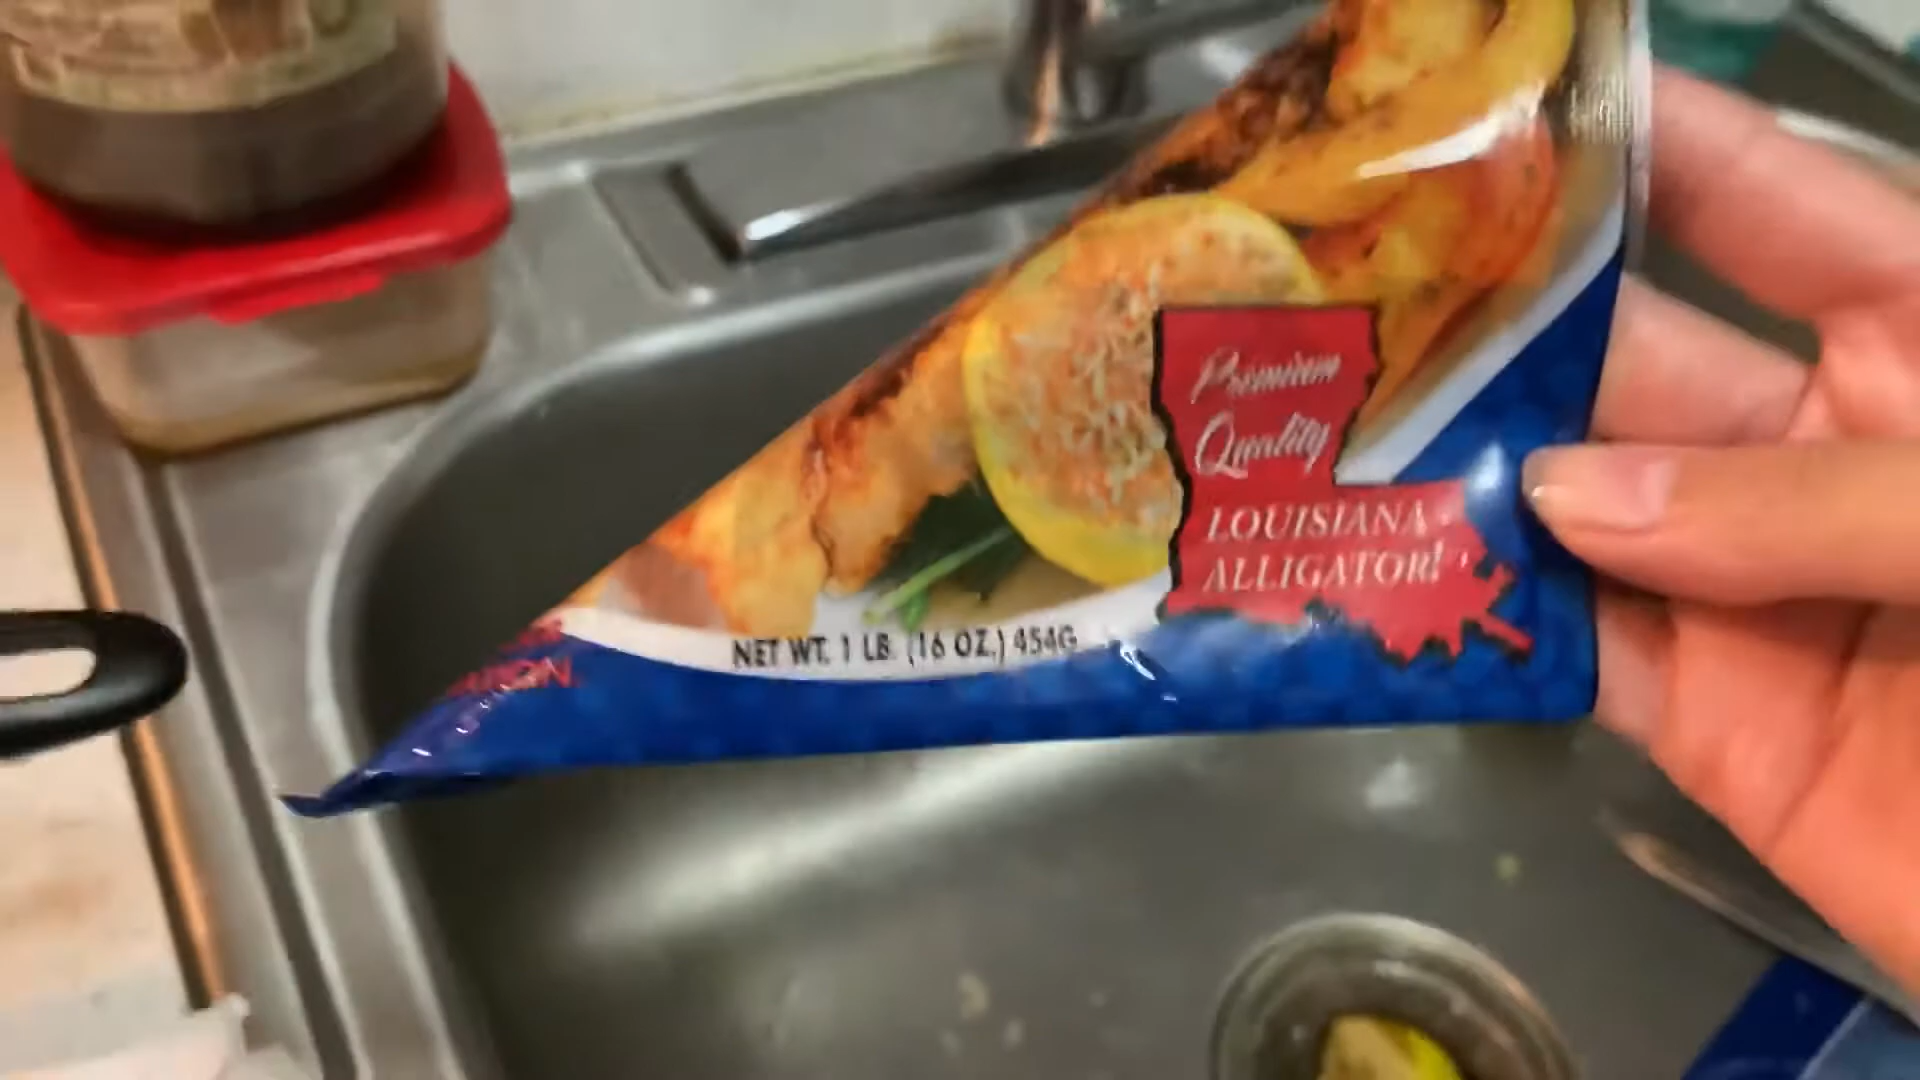 Premium
Quality
LOUISIANA
ALLIGATOR!
NET WT. 1 LB. (16 OZ.) 454G